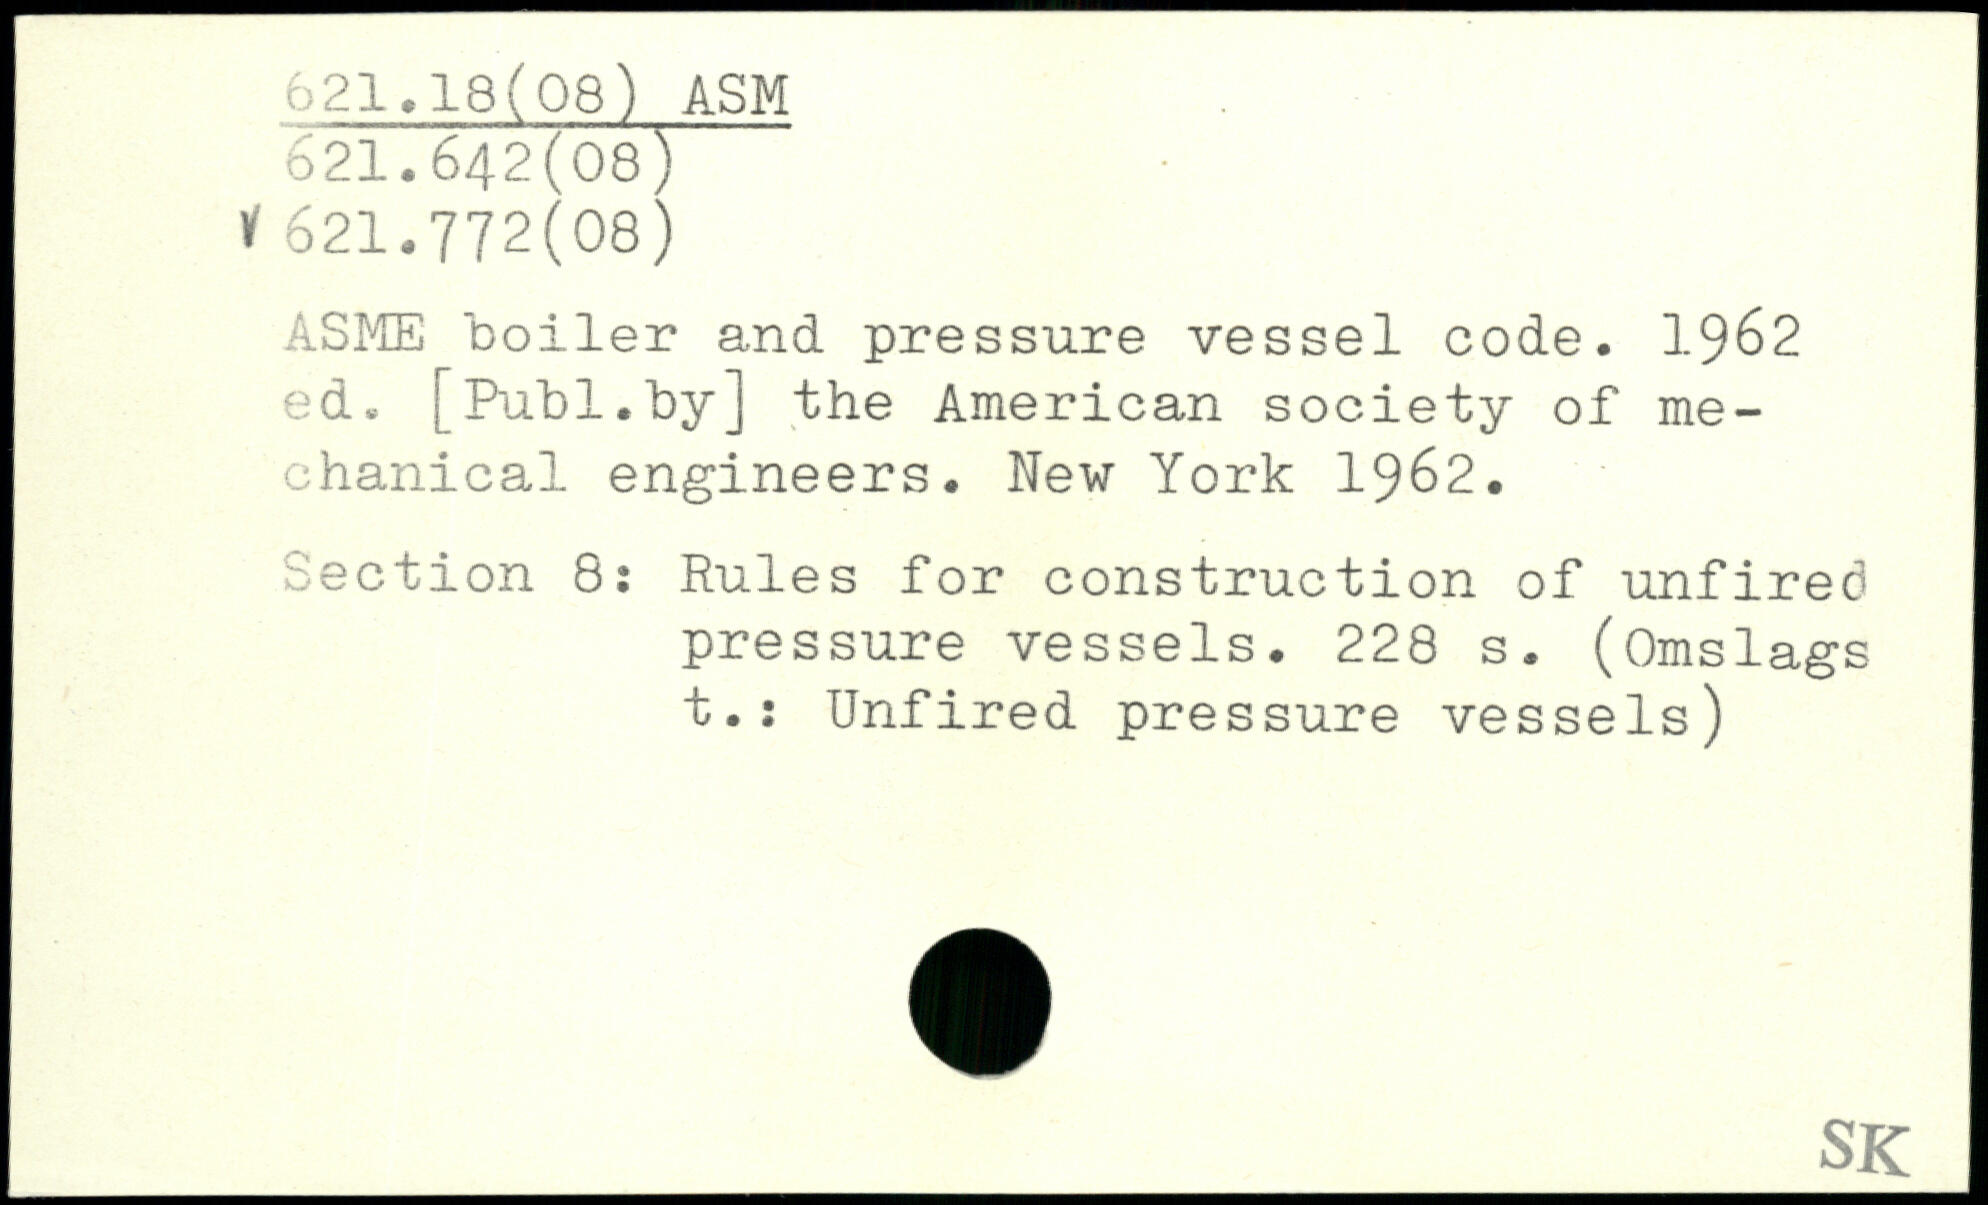 621.18(08) ASM
621.642(08)
V 621.772(08)
ASME boiler and pressure vessel code. 1962
ed. [Publ.by] the American society of me-
chanical engineers. New York 1962.
Section 8: Rules for construction of unfired
pressure vessels. 228 s. (Omslags
t.: Unfired pressure vessels)
SK